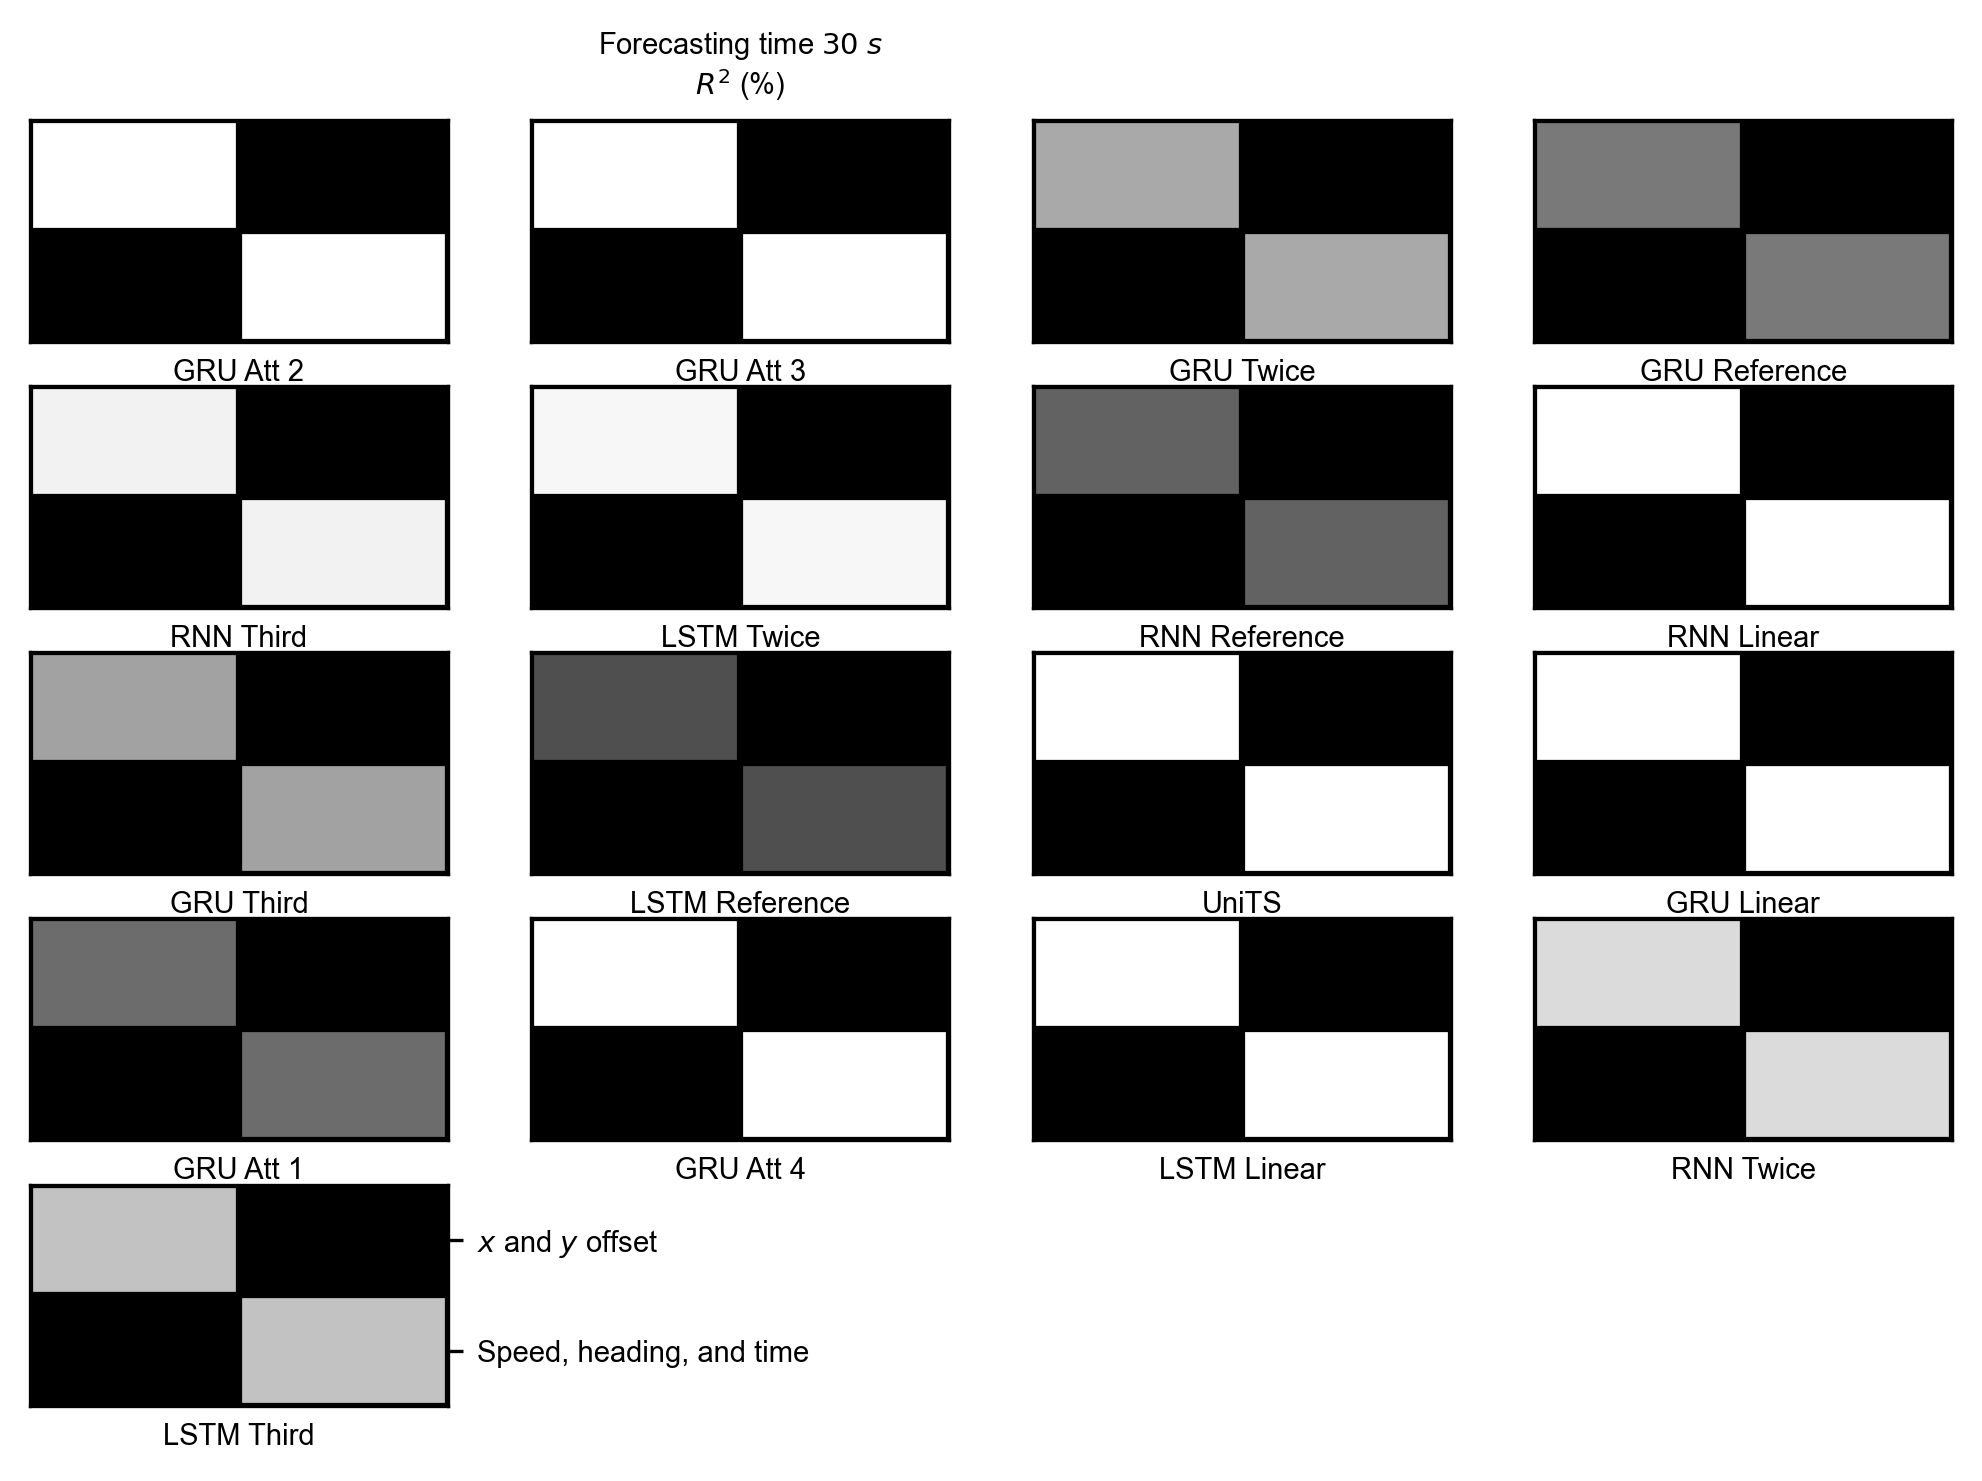 Forecasting time 30 s
R² (%)
GRU Att 2
GRU Att 3
GRU Twice
GRU Reference
RNN Third
LSTM Twice
RNN Reference
RNN Linear
GRU Third
LSTM Reference
UniTS
GRU Linear
GRU Att 1
GRU Att 4
LSTM Linear
RNN Twice
x and y offset
Speed, heading, and time
LSTM Third